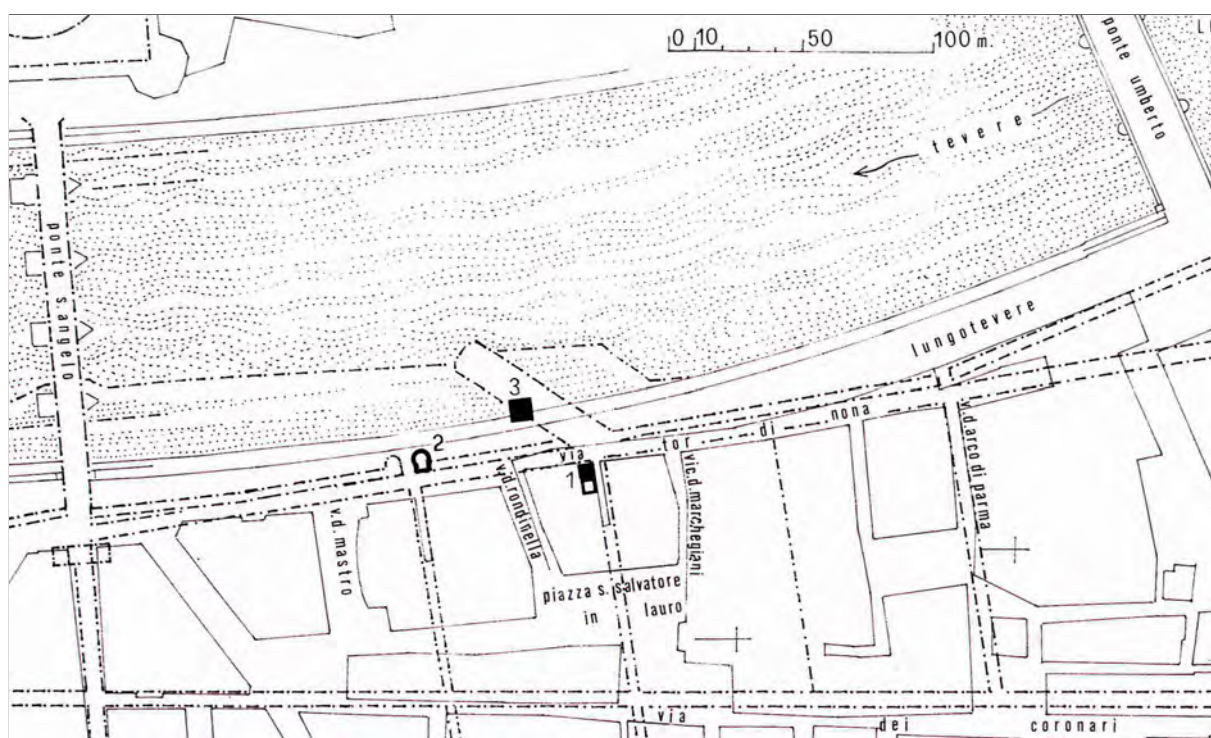 L
0 10 50 100 m.
ponte umberto
tevere
ponte s.angelo
lungotevere
3
2
via tor di nona
1
v.d.rondinella
vic.d.marchegiani
v.d.arco di parma
v.d mastro
piazza s. salvatore
in lauro
via dei coronari